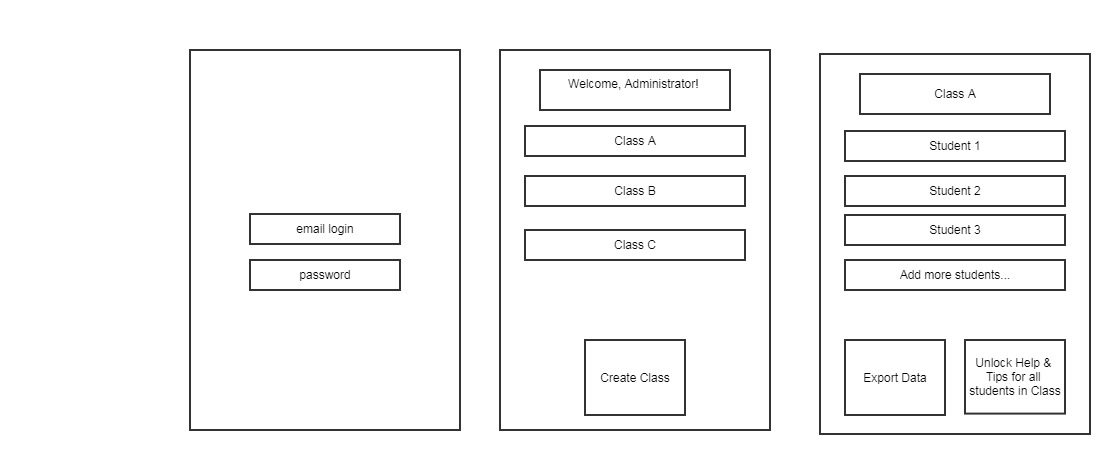 email login
password
Welcome, Administrator!
Class A
Class B
Class C
Create Class
Class A
Student 1
Student 2
Student 3
Add more students...
Export Data
Unlock Help &
Tips for all
students in Class